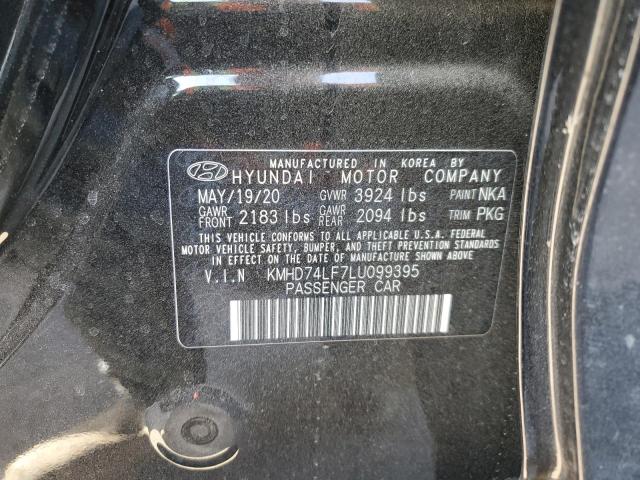 MANUFACTURED IN KOREA BY
HYUNDAI MOTOR COMPANY
MAY/19/20 GVWR 3924 lbs PAINT NKA
GAWR FRONT 2183 lbs GAWR REAR 2094 lbs TRIM PKG
THIS VEHICLE CONFORMS TO ALL APPLICABLE U.S.A. FEDERAL
MOTOR VEHICLE SAFETY, BUMPER, AND THEFT PREVENTION STANDARDS
IN EFFECT ON THE DATE OF MANUFACTURE SHOWN ABOVE.
V.I.N KMHD74LF7LU099395
PASSENGER CAR